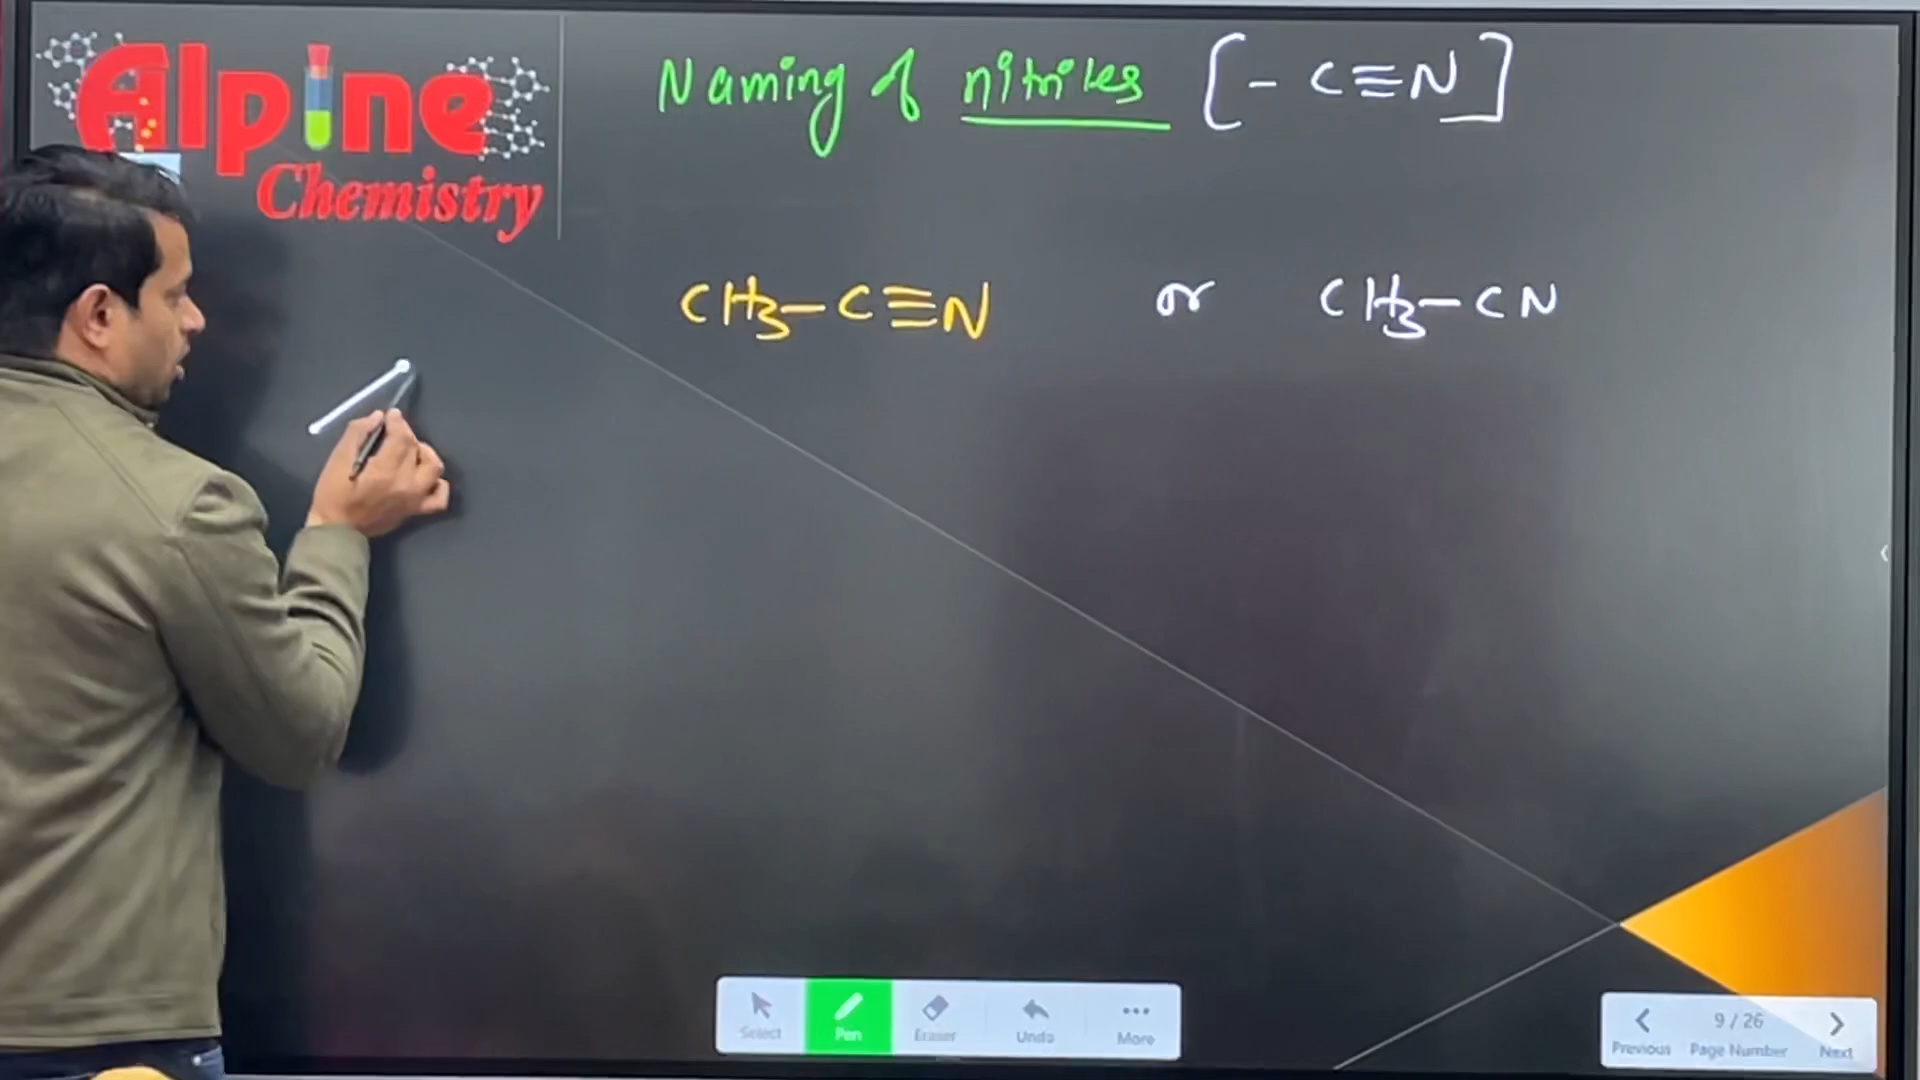 Alpine
Chemistry
Naming of nitriles [- C≡N]
CH3-C≡N or CH3-CN
Select Pen Eraser Undo More
9 / 26
Previous Page Number Next